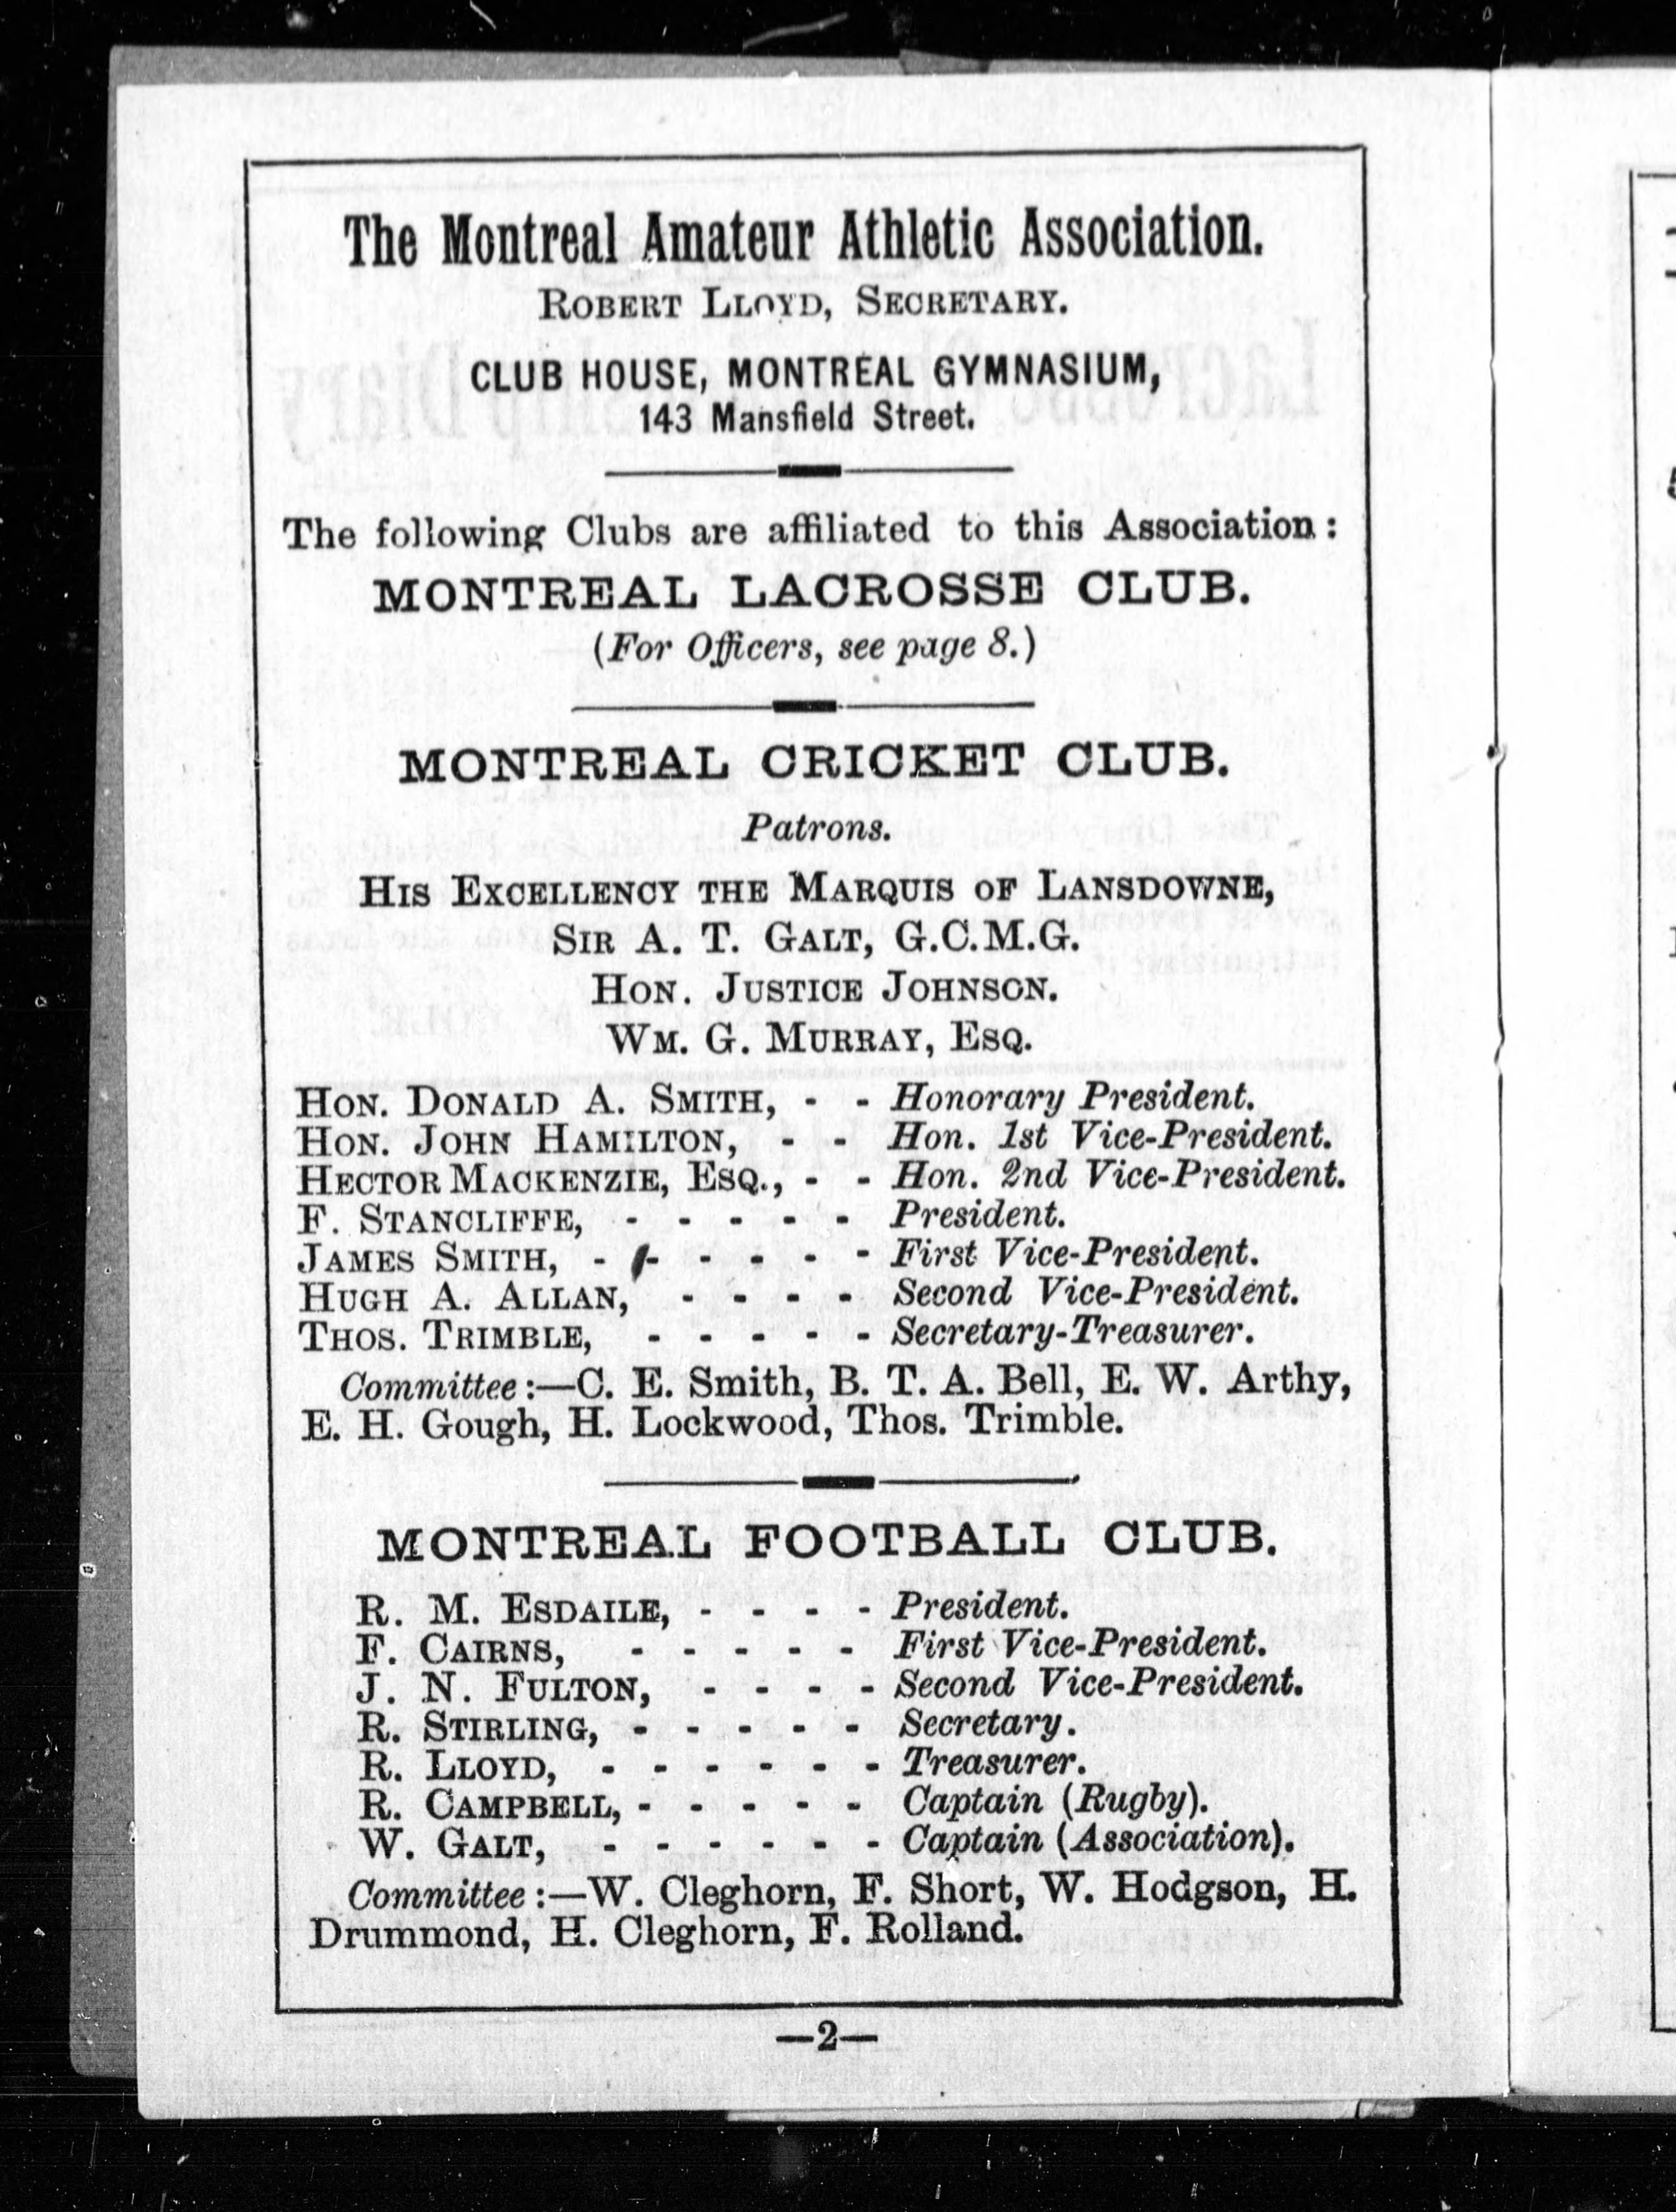 The Montreal Amateur Athletic Association.
ROBERT LLOYD, SECRETARY.
CLUB HOUSE, MONTREAL GYMNASIUM,
143 Mansfield Street.
The following Clubs are affiliated to this Association:
MONTREAL LACROSSE CLUB.
(For Officers, see page 8.)
MONTREAL CRICKET CLUB.
Patrons.
HIS EXCELLENCY THE MARQUIS OF LANSDOWNE,
SIR A. T. GALT, G.C.M.G.
HON. JUSTICE JOHNSON.
WM. G. MURRAY, ESQ.
HON. DONALD A. SMITH, - - Honorary President.
HON. JOHN HAMILTON, - - Hon. 1st Vice-President.
HECTOR MACKENZIE, ESQ., - - Hon. 2nd Vice-President.
F. STANCLIFFE, - - - - - President.
JAMES SMITH, - - - - - - First Vice-President.
HUGH A. ALLAN, - - - - Second Vice-President.
THOS. TRIMBLE, - - - - - Secretary-Treasurer.
Committee:—C. E. Smith, B. T. A. Bell, E. W. Arthy,
E. H. Gough, H. Lockwood, Thos. Trimble.
MONTREAL FOOTBALL CLUB.
R. M. ESDAILE, - - - - President.
F. CAIRNS, - - - - - First Vice-President.
J. N. FULTON, - - - - Second Vice-President.
R. STIRLING, - - - - - Secretary.
R. LLOYD, - - - - - - Treasurer.
R. CAMPBELL, - - - - - Captain (Rugby).
W. GALT, - - - - - - Captain (Association).
Committee:—W. Cleghorn, F. Short, W. Hodgson, H.
Drummond, H. Cleghorn, F. Rolland.
—2—